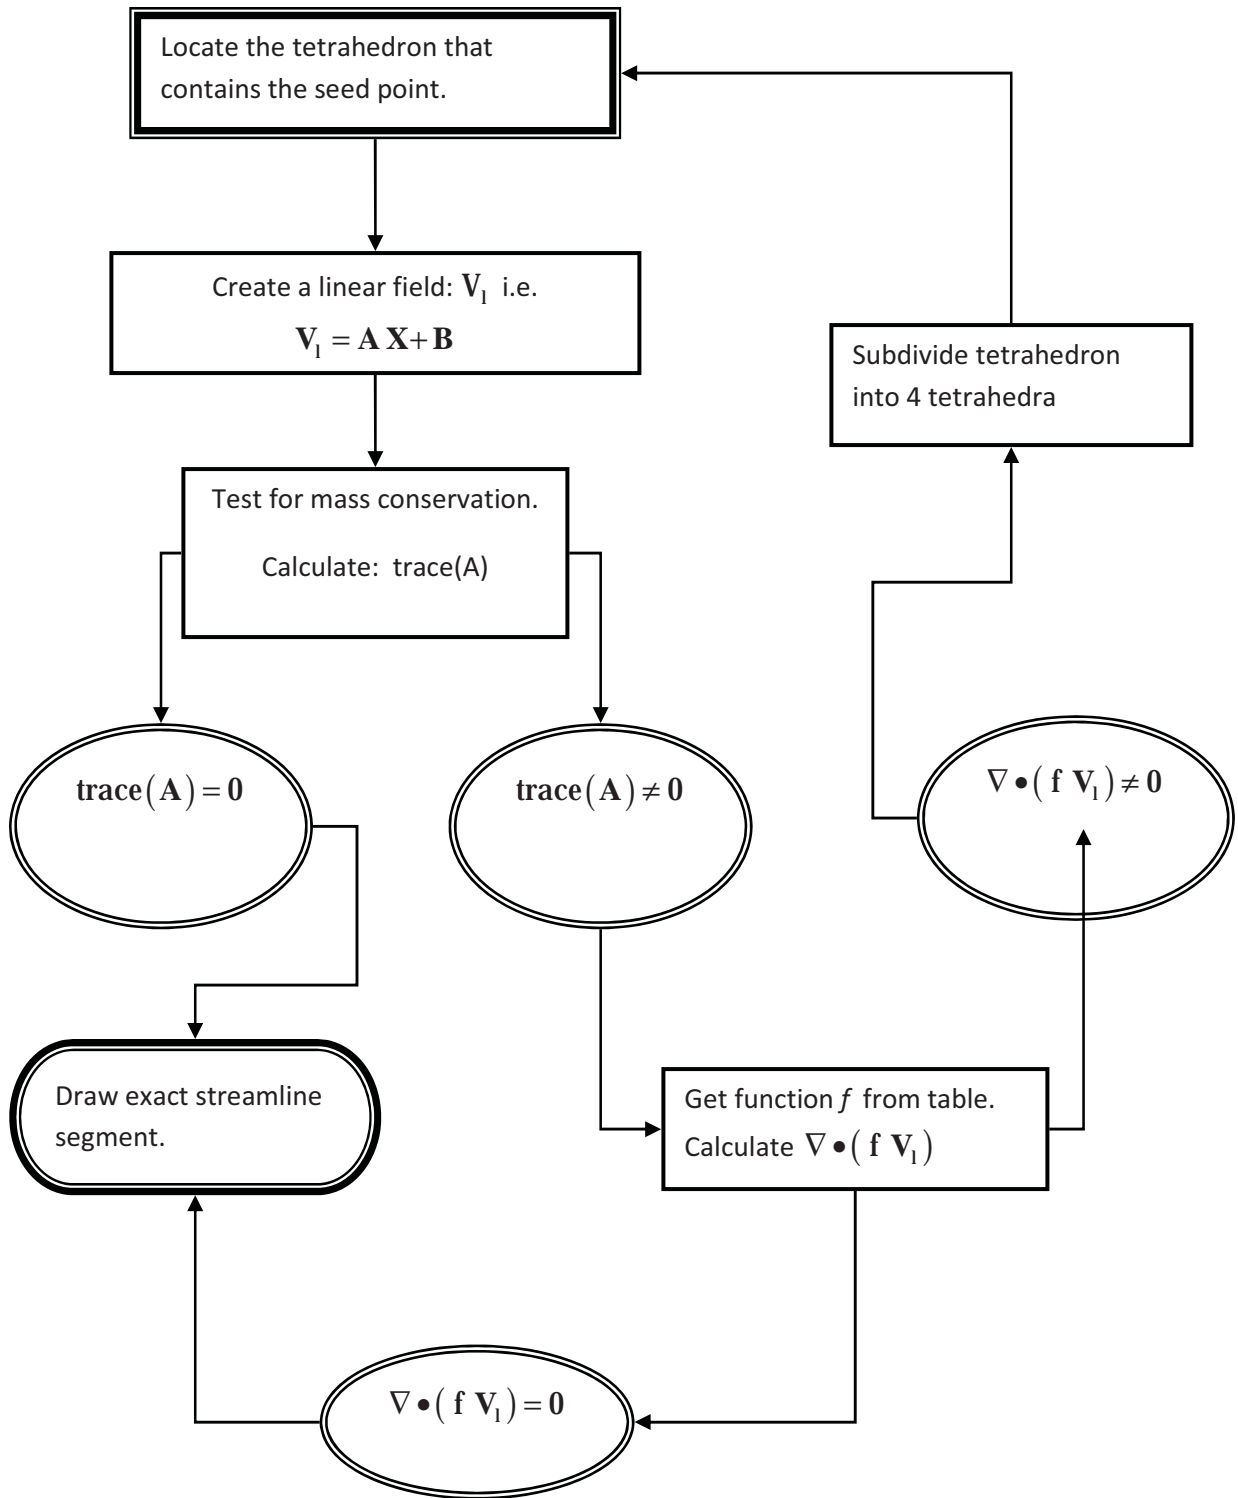 Locate the tetrahedron that
contains the seed point.
Create a linear field: V₁ i.e.
V₁ = A X+ B
Subdivide tetrahedron
into 4 tetrahedra
Test for mass conservation.
Calculate: trace(A)
trace(A) = 0
trace(A) ≠ 0
∇•( f V₁) ≠ 0
Draw exact streamline
segment.
Get function f from table.
Calculate ∇•( f V₁)
∇•( f V₁) = 0